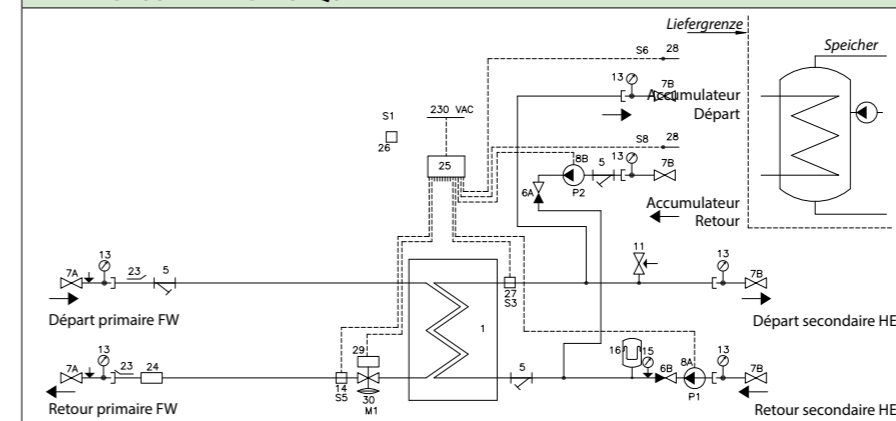 Liefergrenze
S6 28
Speicher
13 7B
Accumulateur
Départ
S1 230 VAC
26
25
S8 28
8B 5 13 7B
6A P2
Accumulateur
Retour
11
13 13
7A 23 5 7B
27
S3
Départ primaire FW
Départ secondaire HE
1
29
16 15
13 13
7A 23 24 5 6B 8A 7B
14 30
S5 M1
P1
Retour primaire FW
Retour secondaire HE